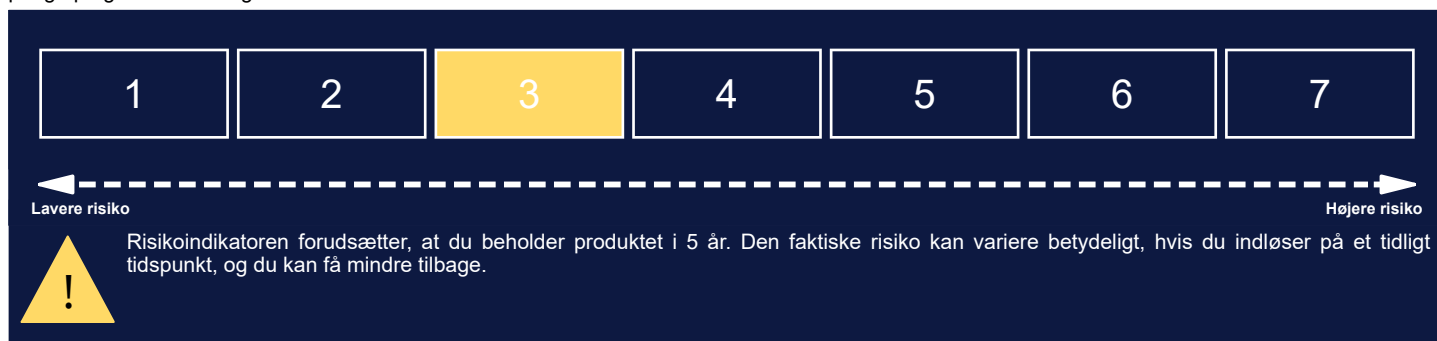 1 2 3 4 5 6 7
Lavere risiko Højere risiko
Risikoindikatoren forudsætter, at du beholder produktet i 5 år. Den faktiske risiko kan variere betydeligt, hvis du indløser på et tidligt
tidspunkt, og du kan få mindre tilbage.
!